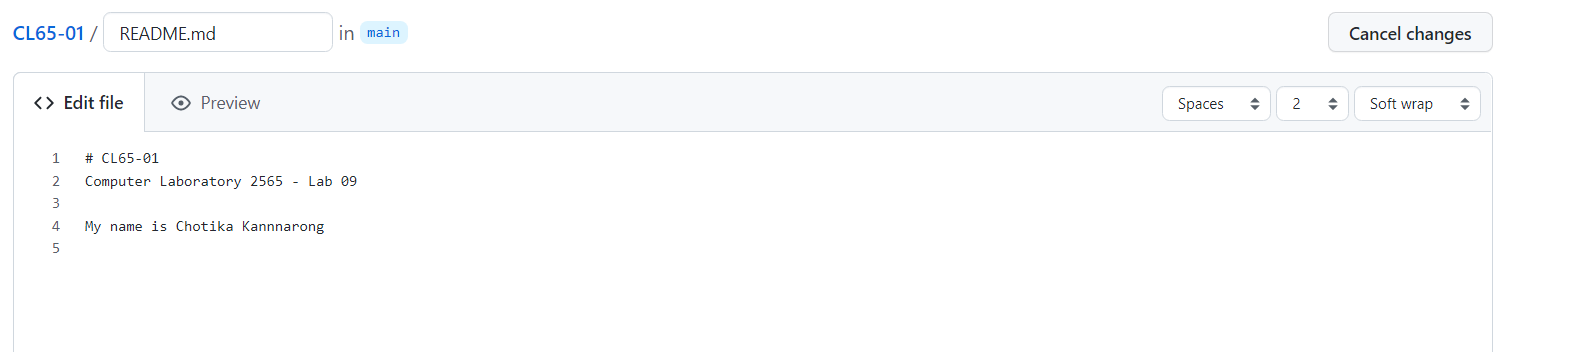 CL65-01 / README.md in main Cancel changes
Edit file Preview Spaces 2 Soft wrap
1 # CL65-01
2 Computer Laboratory 2565 - Lab 09
3
4 My name is Chotika Kannnarong
5